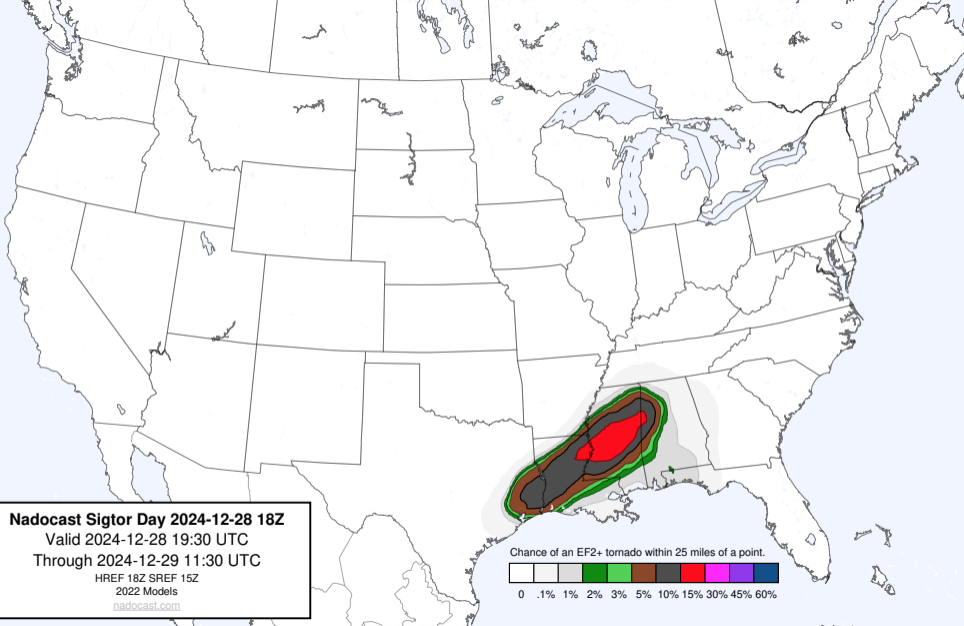 Nadocast Sigtor Day 2024-12-28 18Z
Valid 2024-12-28 19:30 UTC
Through 2024-12-29 11:30 UTC
HREF 18Z SREF 15Z
2022 Models
nadocast.com
Chance of an EF2+ tornado within 25 miles of a point.
0 .1% 1% 2% 3% 5% 10% 15% 30% 45% 60%